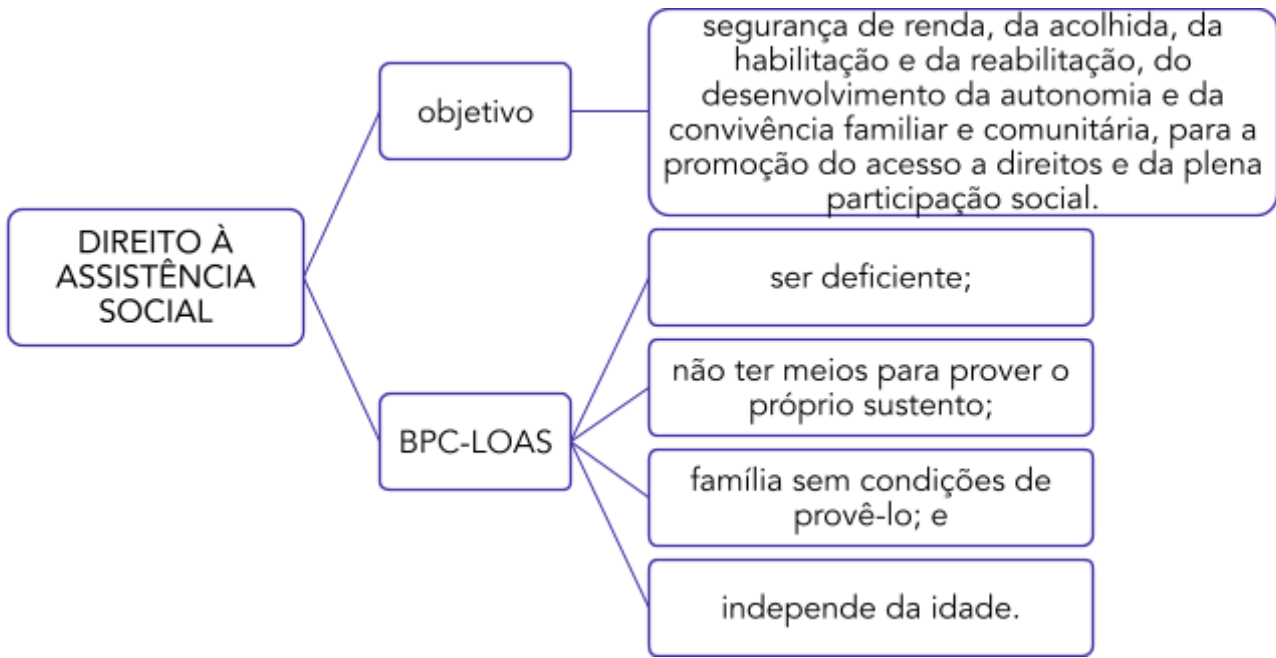 segurança de renda, da acolhida, da
habilitação e da reabilitação, do
desenvolvimento da autonomia e da
convivência familiar e comunitária, para a
promoção do acesso a direitos e da plena
participação social.
objetivo
DIREITO À
ASSISTÊNCIA
SOCIAL
ser deficiente;
não ter meios para prover o
próprio sustento;
BPC-LOAS
família sem condições de
provê-lo; e
independe da idade.